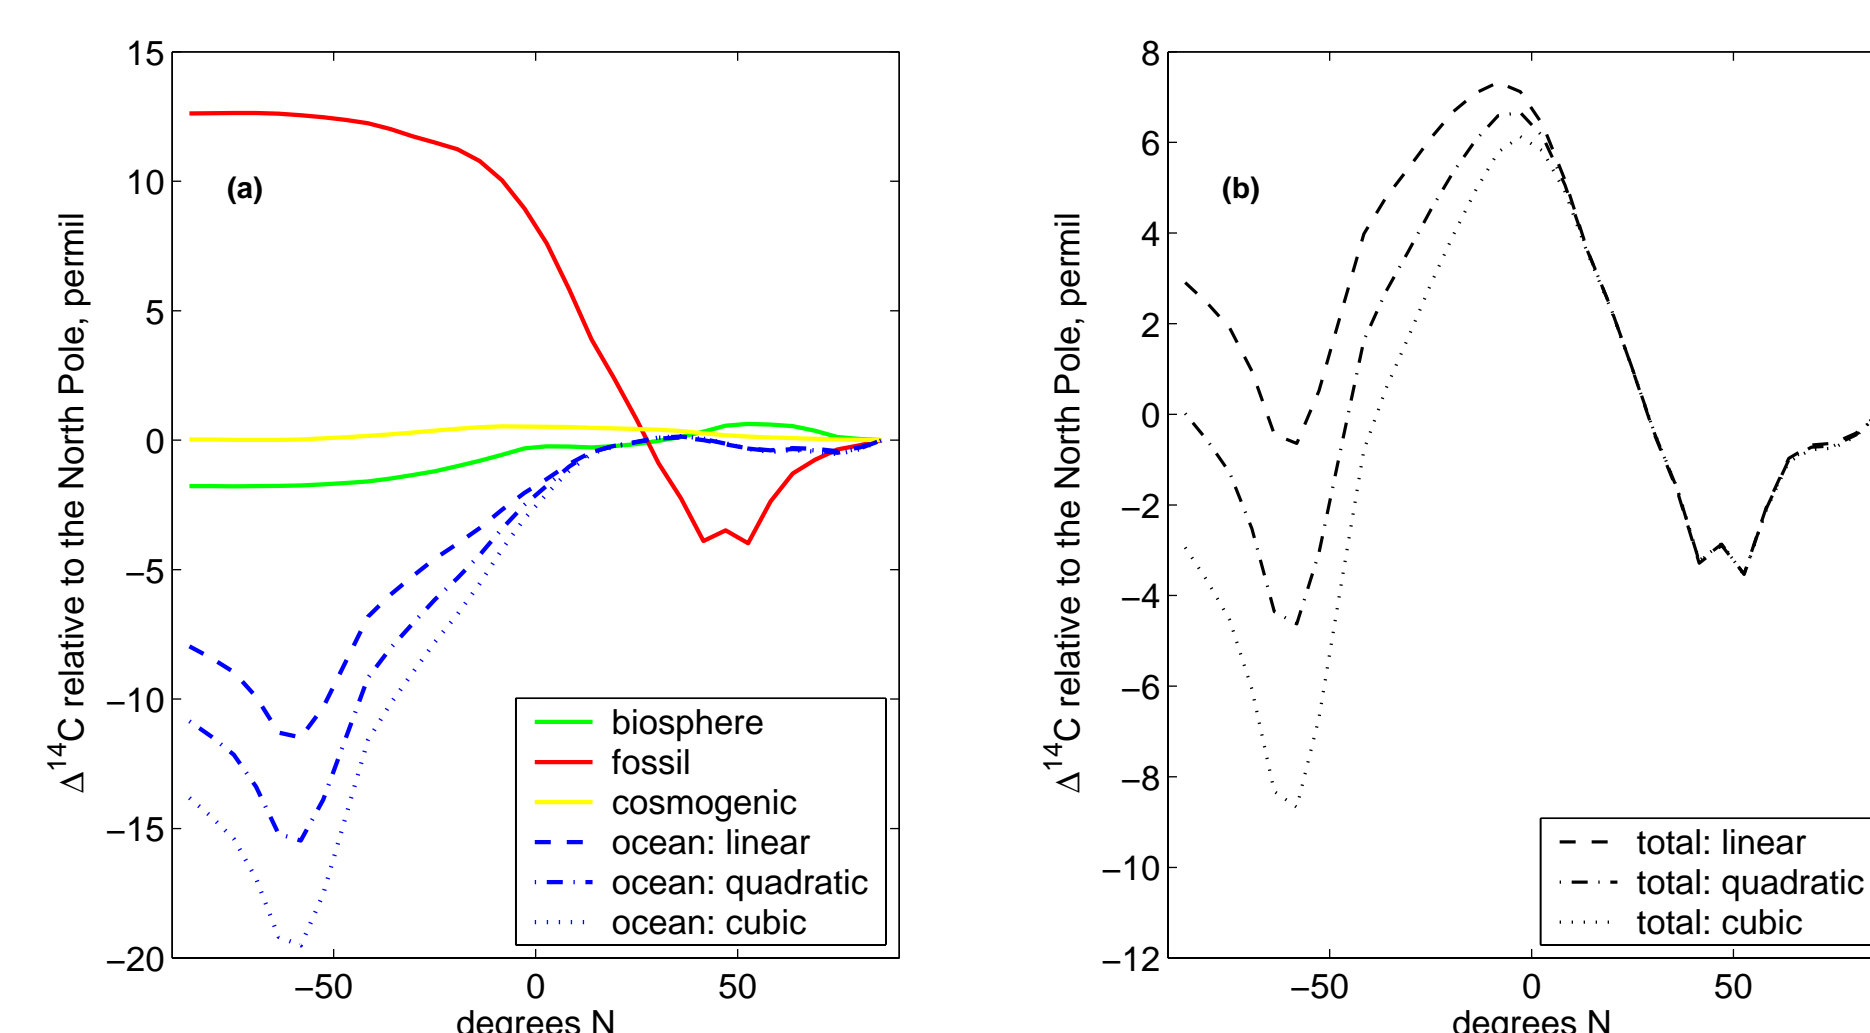 15
10
5
0
−5
−10
−15
−20
−50
0
50
degrees N
Δ¹⁴C relative to the North Pole, permil
(a)
biosphere
fossil
cosmogenic
ocean: linear
ocean: quadratic
ocean: cubic
8
6
4
2
0
−2
−4
−6
−8
−10
−12
−50
0
50
degrees N
Δ¹⁴C relative to the North Pole, permil
(b)
total: linear
total: quadratic
total: cubic